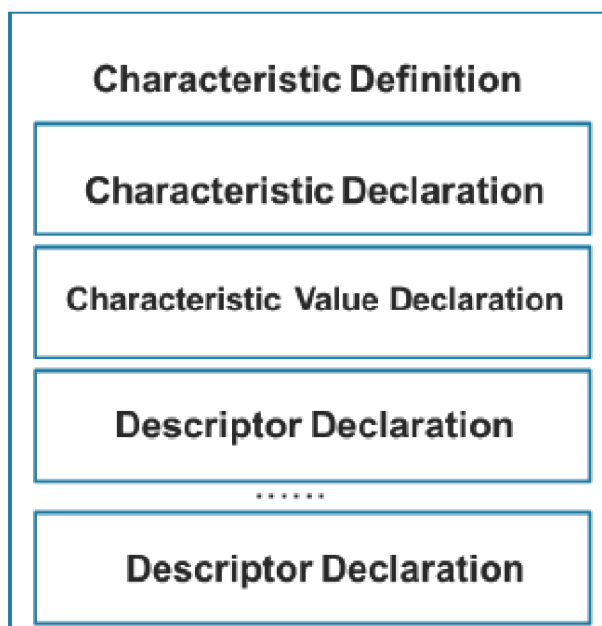 Characteristic Definition
Characteristic Declaration
Characteristic Value Declaration
Descriptor Declaration
......
Descriptor Declaration